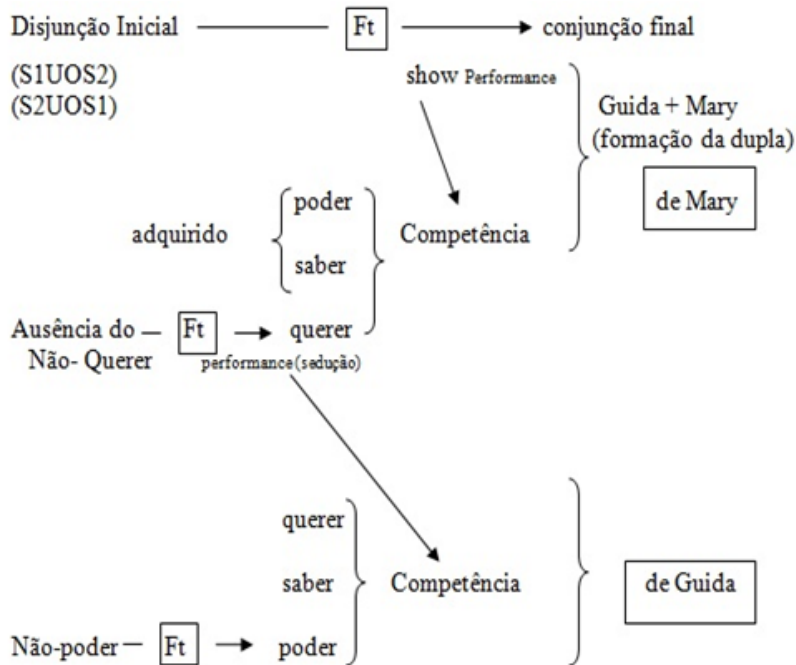 Disjunção Inicial Ft conjunção final
(S1UOS2)
(S2UOS1)
show Performance
Guida + Mary
(formação da dupla)
de Mary
poder
adquirido
Competência
saber
Ausência do — Ft querer
Não- Querer
performance (sedução)
querer
saber
Competência
de Guida
Não-poder — Ft poder